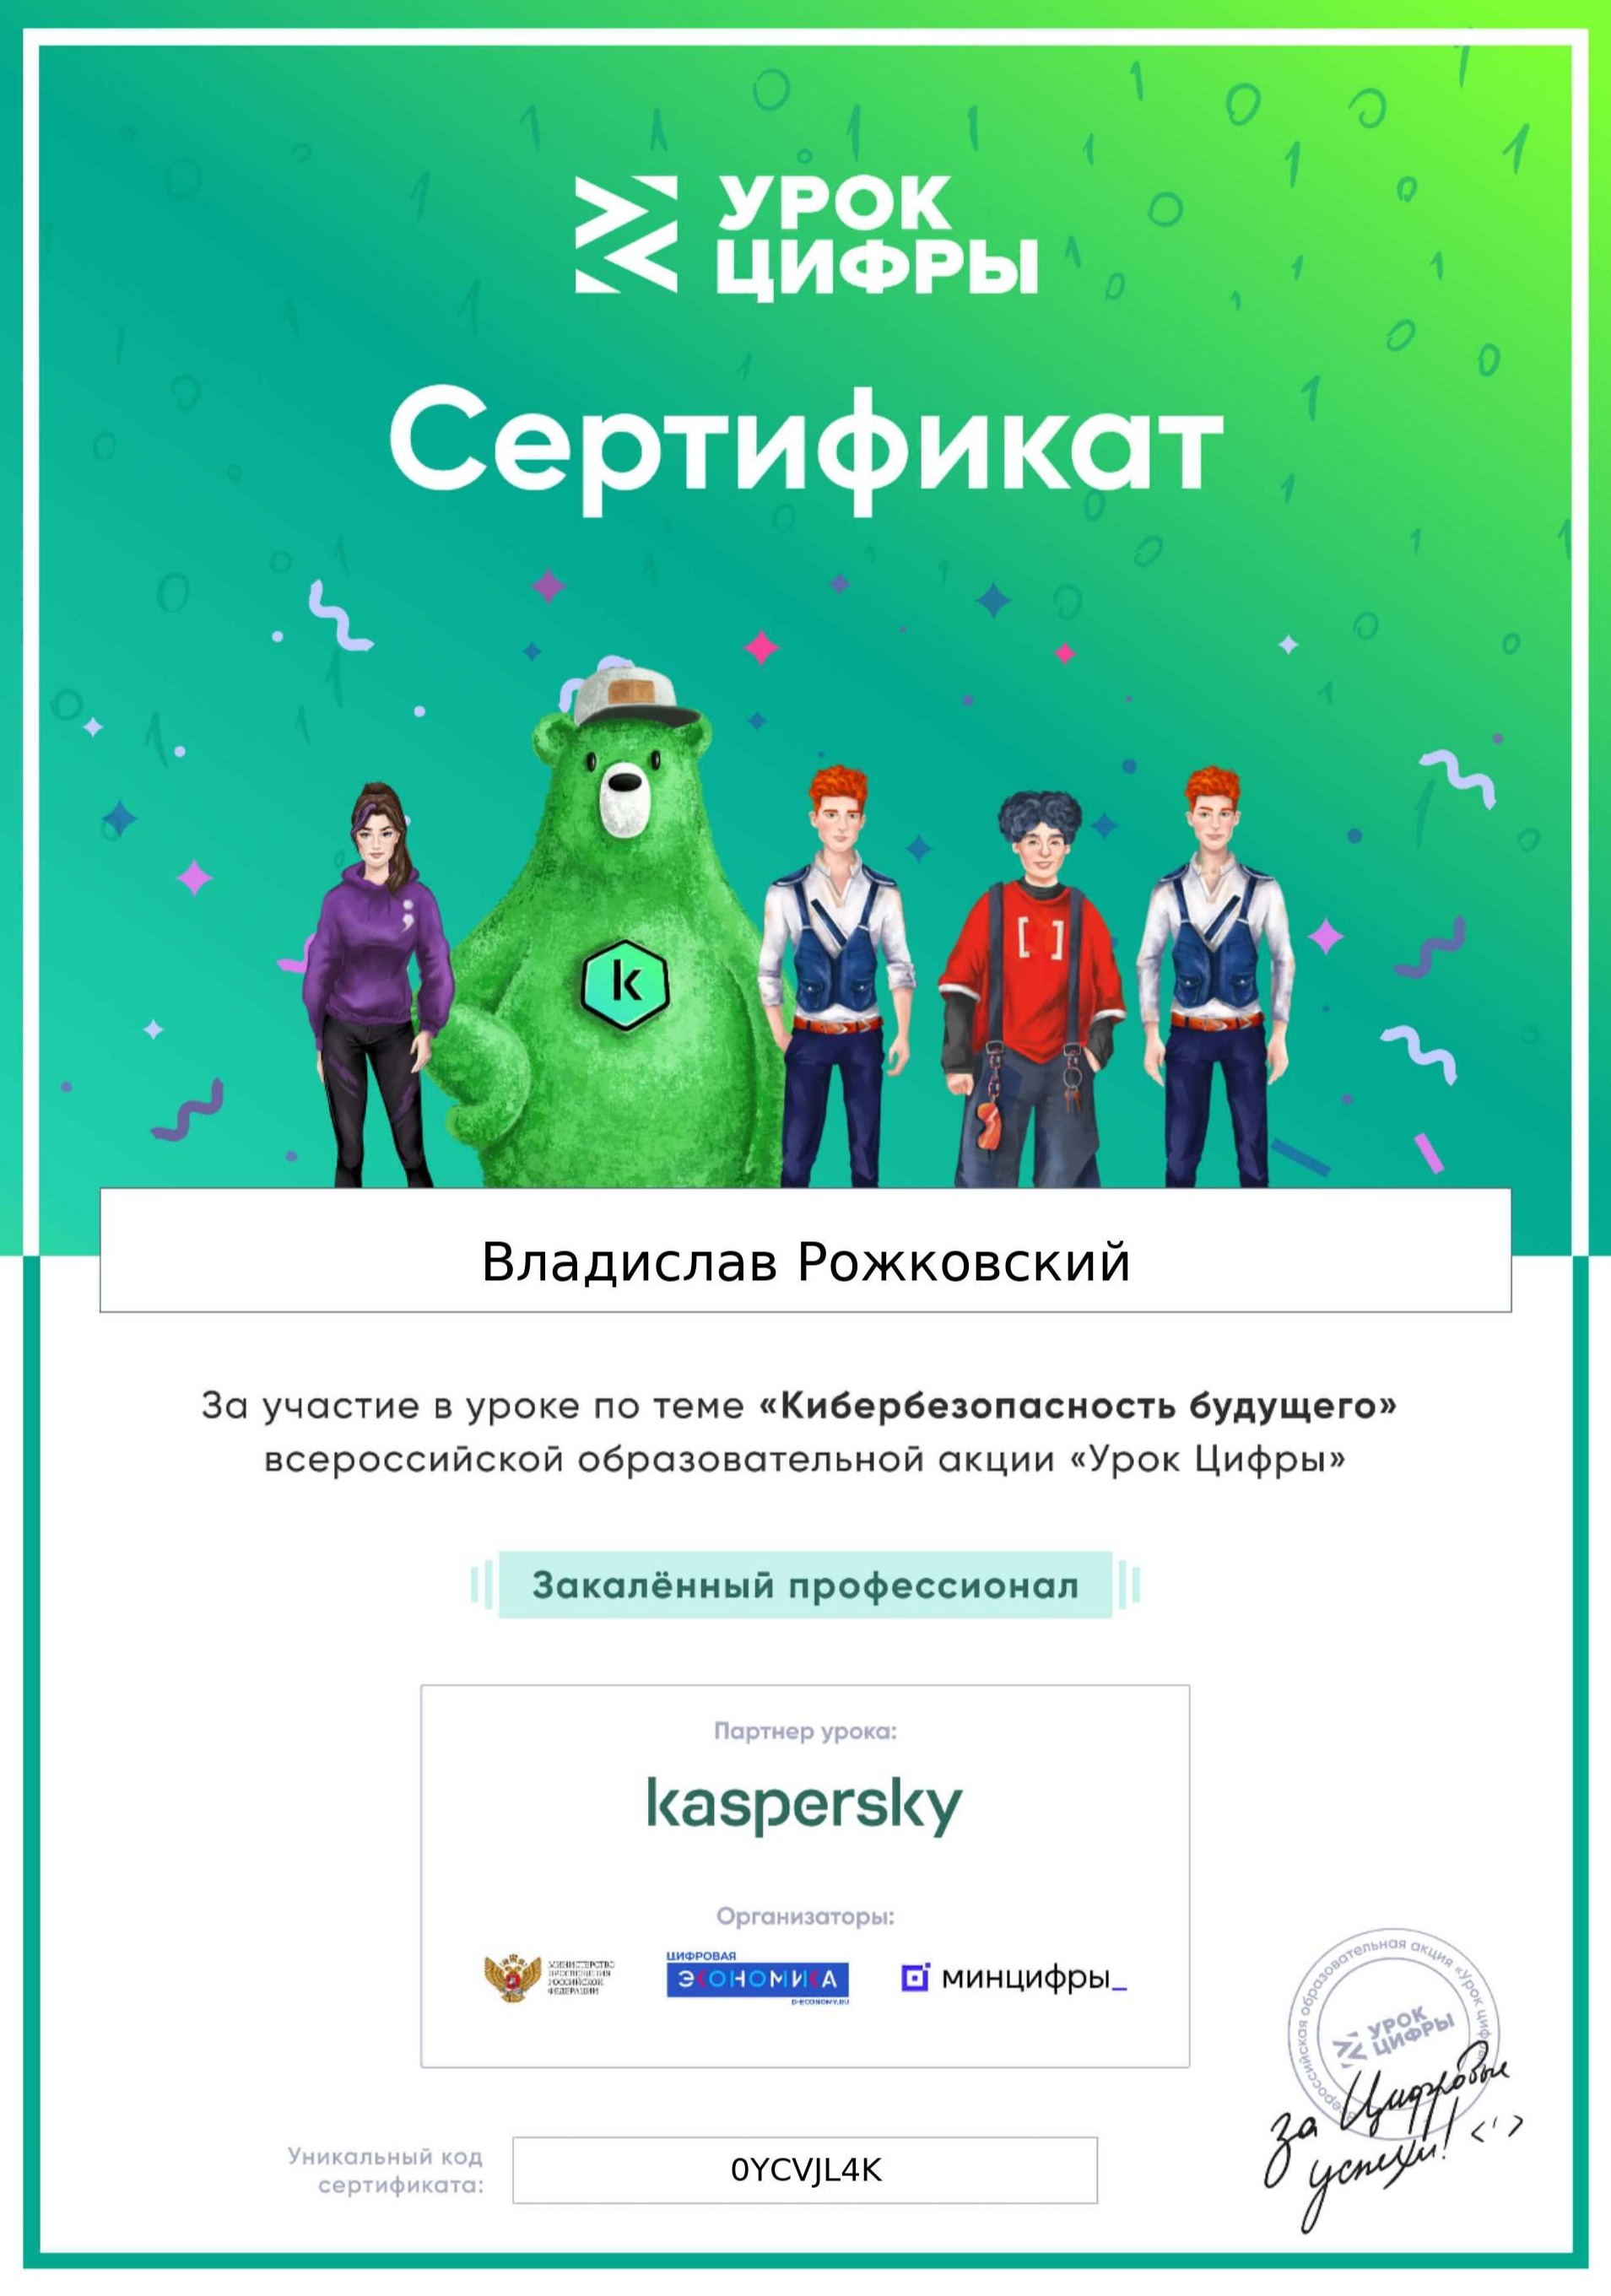 УРОК
ЦИФРЫ
Сертификат
k
[ ]
Владислав Рожковский
За участие в уроке по теме «Кибербезопасность будущего»
всероссийской образовательной акции «Урок Цифры»
Закалённый профессионал
Партнер урока:
kaspersky
Организаторы:
МИНИСТЕРСТВО
ПРОСВЕЩЕНИЯ
РОССИЙСКОЙ
ФЕДЕРАЦИИ
ЦИФРОВАЯ
ЭКОНОМИКА
D-ECONOMY.RU
минцифры_
Всероссийская образовательная акция «Урок цифры»
УРОК
ЦИФРЫ
за Цифровые
успехи! <'>
Уникальный код
сертификата:
0YCVJL4K